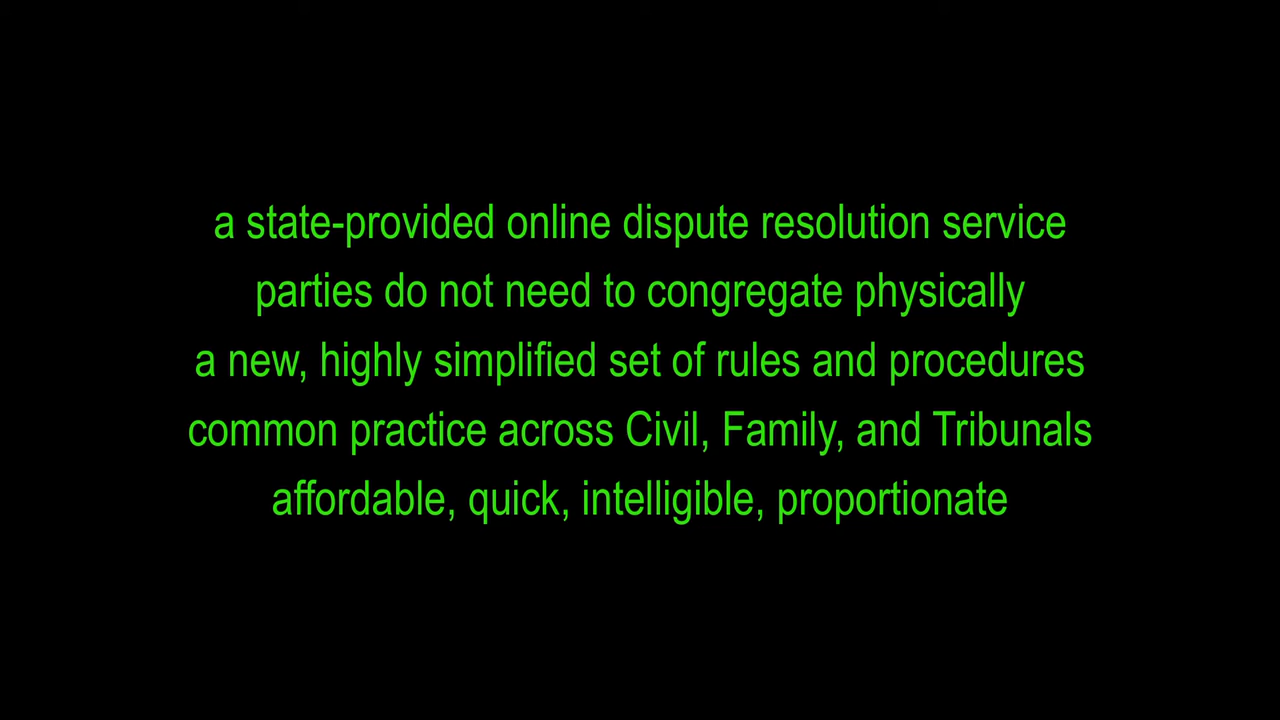 a state-provided online dispute resolution service
parties do not need to congregate physically
a new, highly simplified set of rules and procedures
common practice across Civil, Family, and Tribunals
affordable, quick, intelligible, proportionate